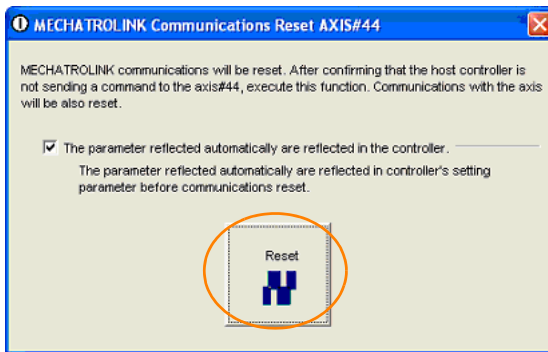 MECHATROLINK Communications Reset AXIS#44
MECHATROLINK communications will be reset. After confirming that the host controller is
not sending a command to the axis#44, execute this function. Communications with the axis
will be also reset.
The parameter reflected automatically are reflected in the controller.
The parameter reflected automatically are reflected in controller's setting
parameter before communications reset.
Reset